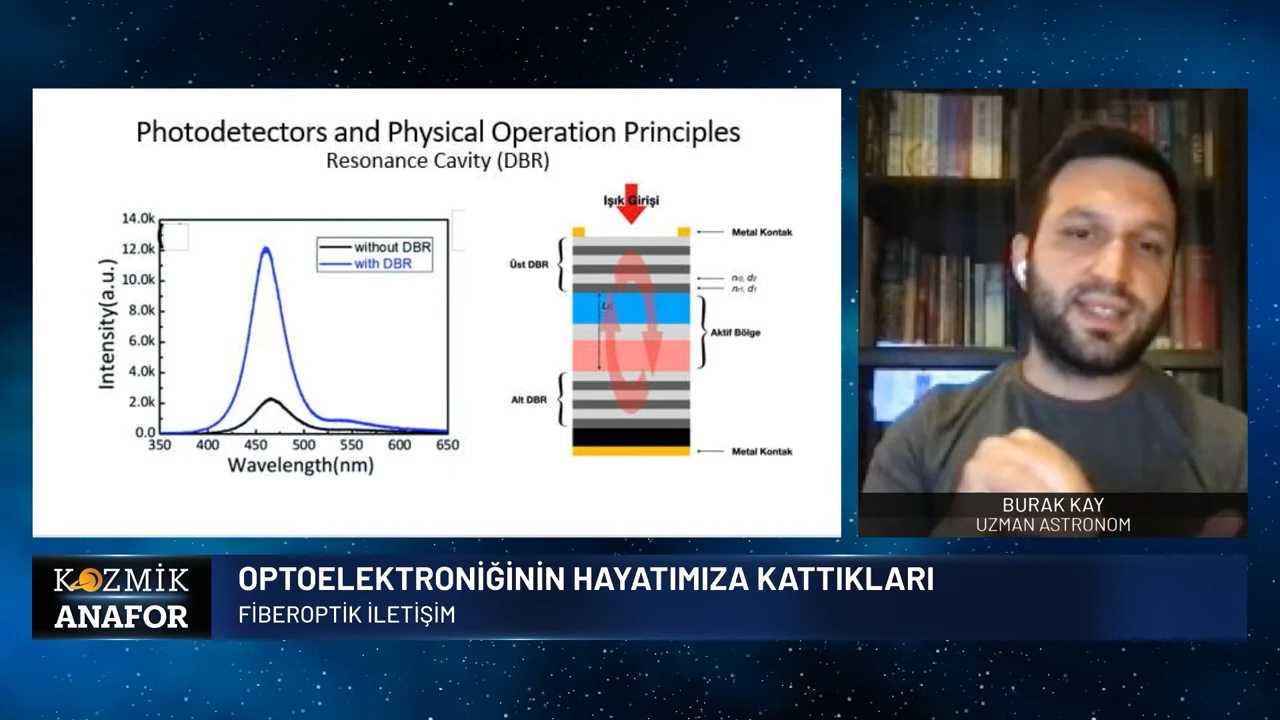 Photodetectors and Physical Operation Principles
Resonance Cavity (DBR)
14.0k
12.0k
10.0k
8.0k
6.0k
4.0k
2.0k
0.0
Intensity(a.u.)
without DBR
with DBR
350 400 450 500 550 600 650
Wavelength(nm)
Işık Girişi
Metal Kontak
Üst DBR
Aktif Bölge
Alt DBR
Metal Kontak
BURAK KAY
UZMAN ASTRONOM
KOZMİK
ANAFOR
OPTOELEKTRONİĞİNİN HAYATIMIZA KATTIKLARI
FİBEROPTİK İLETİŞİM